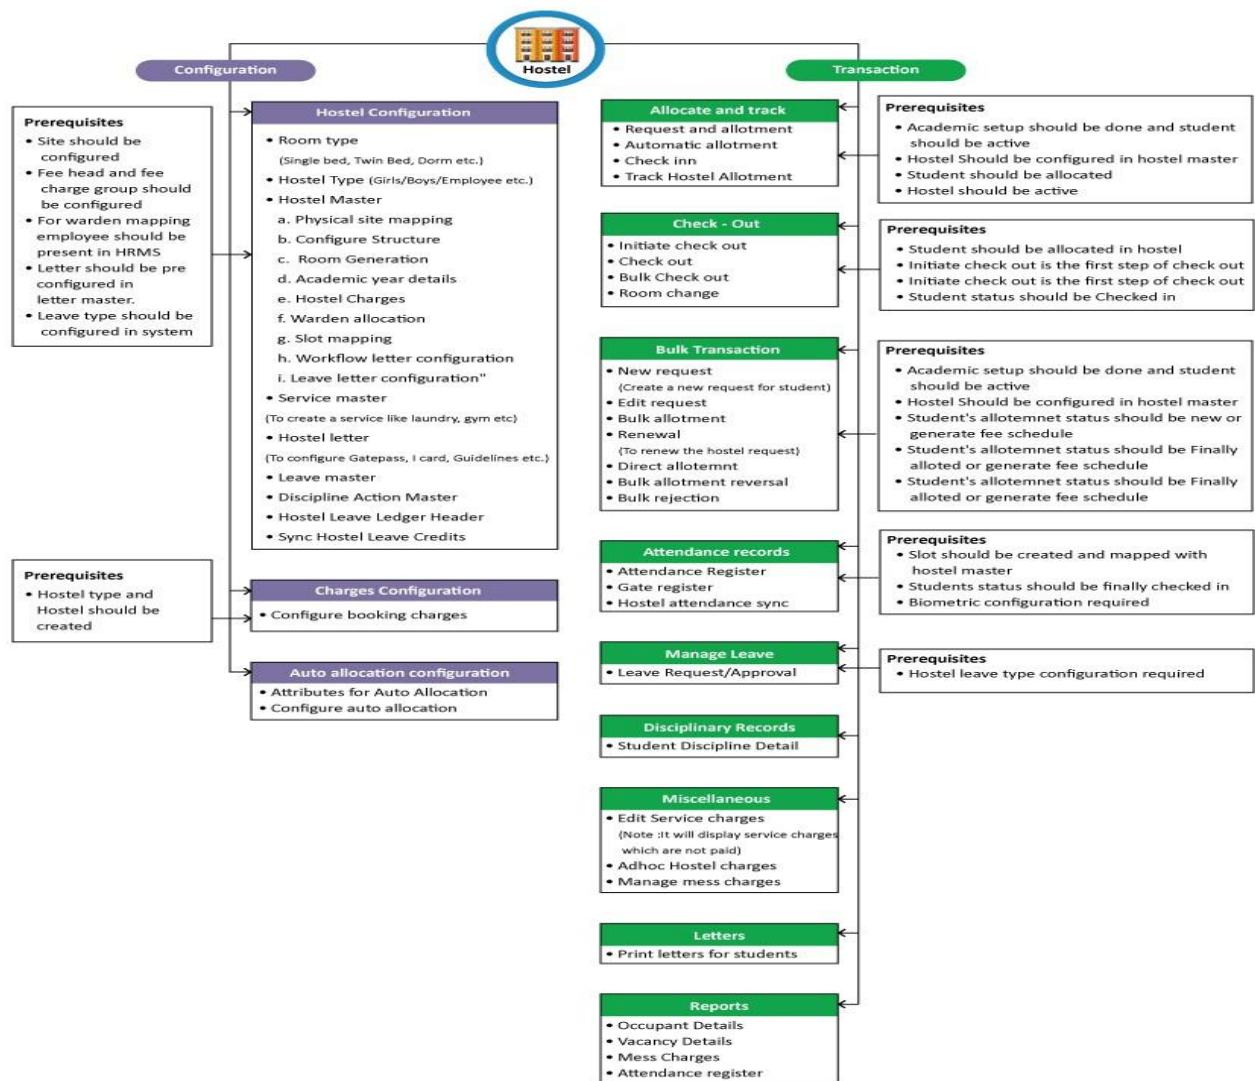 Hostel
Configuration
Prerequisites
• Site should be
configured
• Fee head and fee
charge group should
be configured
• For warden mapping
employee should be
present in HRMS
• Letter should be pre
configured in
letter master.
• Leave type should be
configured in system
Hostel Configuration
• Room type
(Single bed, Twin Bed, Dorm etc.}
• Hostel Type (Girls/Boys/Employee etc.}
• Hostel Master
a. Physical site mapping
b. Configure Structure
c. Room Generation
d. Academic year details
e. Hostel Charges
f. Warden allocation
g. Slot mapping
h. Workflow letter configuration
i. Leave letter configuration"
• Service master
{To create a service like laundry, gym etc}
• Hostel letter
{To configure Gatepass, I card, Guidelines etc.}
• Leave master
• Discipline Action Master
• Hostel Leave Ledger Header
• Sync Hostel Leave Credits
Prerequisites
• Hostel type and
Hostel should be
created
Charges Configuration
• Configure booking charges
Auto allocation configuration
• Attributes for Auto Allocation
• Configure auto allocation
Transaction
Allocate and track
• Request and allotment
• Automatic allotment
• Check inn
• Track Hostel Allotment
Prerequisites
• Academic setup should be done and student
should be active
• Hostel Should be configured in hostel master
• Student should be allocated
• Hostel should be active
Check - Out
• Initiate check out
• Check out
• Bulk Check out
• Room change
Prerequisites
• Student should be allocated in hostel
• Initiate check out is the first step of check out
• Initiate check out is the first step of check out
• Student status should be Checked in
Bulk Transaction
• New request
{Create a new request for student}
• Edit request
• Bulk allotment
• Renewal
{To renew the hostel request}
• Direct allotemnt
• Bulk allotment reversal
• Bulk rejection
Prerequisites
• Academic setup should be done and student
should be active
• Hostel Should be configured in hostel master
• Student's allotemnet status should be new or
generate fee schedule
• Student's allotemnet status should be Finally
alloted or generate fee schedule
• Student's allotemnet status should be Finally
alloted or generate fee schedule
Attendance records
• Attendance Register
• Gate register
• Hostel attendance sync
Prerequisites
• Slot should be created and mapped with
hostel master
• Students status should be finally checked in
• Biometric configuration required
Manage Leave
• Leave Request/Approval
Prerequisites
• Hostel leave type configuration required
Disciplinary Records
• Student Discipline Detail
Miscellaneous
• Edit Service charges
{Note :It will display service charges
which are not paid}
• Adhoc Hostel charges
• Manage mess charges
Letters
• Print letters for students
Reports
• Occupant Details
• Vacancy Details
• Mess Charges
• Attendance register